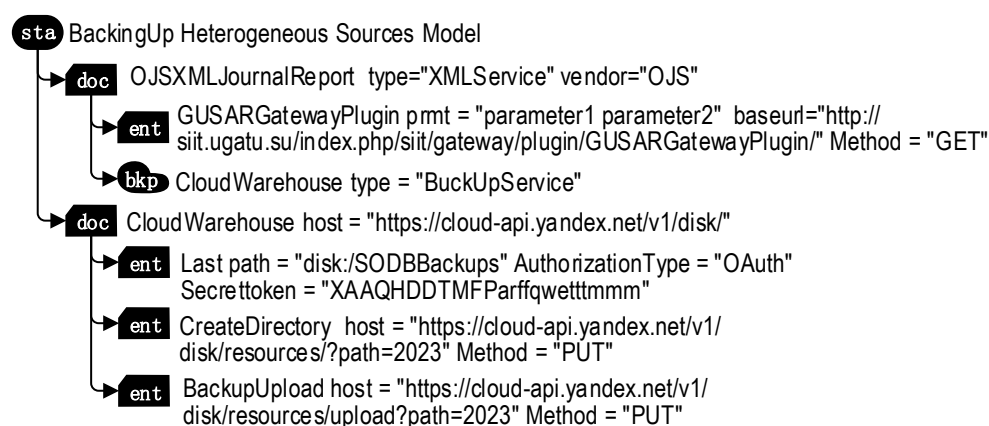 sta BackingUp Heterogeneous Sources Model
doc OJSXMLJournalReport type="XMLService" vendor="OJS"
ent GUSARGatewayPlugin prmt = "parameter1 parameter2" baseurl="http://
siit.ugatu.su/index.php/siit/gateway/plugin/GUSARGatewayPlugin/" Method = "GET"
bkp CloudWarehouse type = "BuckUpService"
doc CloudWarehouse host = "https://cloud-api.yandex.net/v1/disk/"
ent Last path = "disk:/SODBBackups" AuthorizationType = "OAuth"
Secrettoken = "XAAQHDDTMFParffqwetttmmm"
ent CreateDirectory host = "https://cloud-api.yandex.net/v1/
disk/resources/?path=2023" Method = "PUT"
ent BackupUpload host = "https://cloud-api.yandex.net/v1/
disk/resources/upload?path=2023" Method = "PUT"